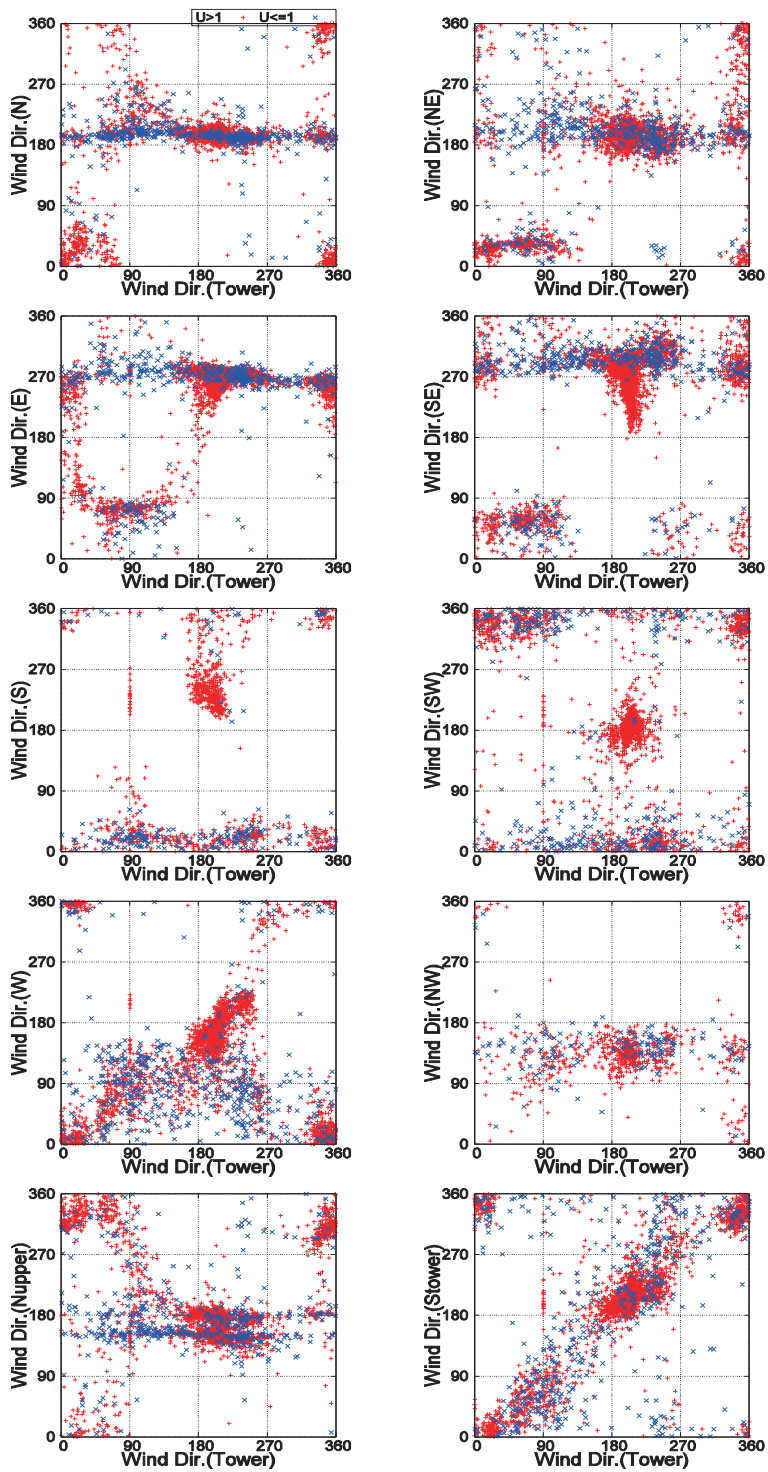 U>1 + U<=1 ×
360
270
180
90
0
Wind Dir.(N)
0 90 180 270 360
Wind Dir.(Tower)
360
270
180
90
0
Wind Dir.(NE)
0 90 180 270 360
Wind Dir.(Tower)
360
270
180
90
0
Wind Dir.(E)
0 90 180 270 360
Wind Dir.(Tower)
360
270
180
90
0
Wind Dir.(SE)
0 90 180 270 360
Wind Dir.(Tower)
360
270
180
90
0
Wind Dir.(S)
0 90 180 270 360
Wind Dir.(Tower)
360
270
180
90
0
Wind Dir.(SW)
0 90 180 270 360
Wind Dir.(Tower)
360
270
180
90
0
Wind Dir.(W)
0 90 180 270 360
Wind Dir.(Tower)
360
270
180
90
0
Wind Dir.(NW)
0 90 180 270 360
Wind Dir.(Tower)
360
270
180
90
0
Wind Dir.(Nupper)
0 90 180 270 360
Wind Dir.(Tower)
360
270
180
90
0
Wind Dir.(Stower)
0 90 180 270 360
Wind Dir.(Tower)